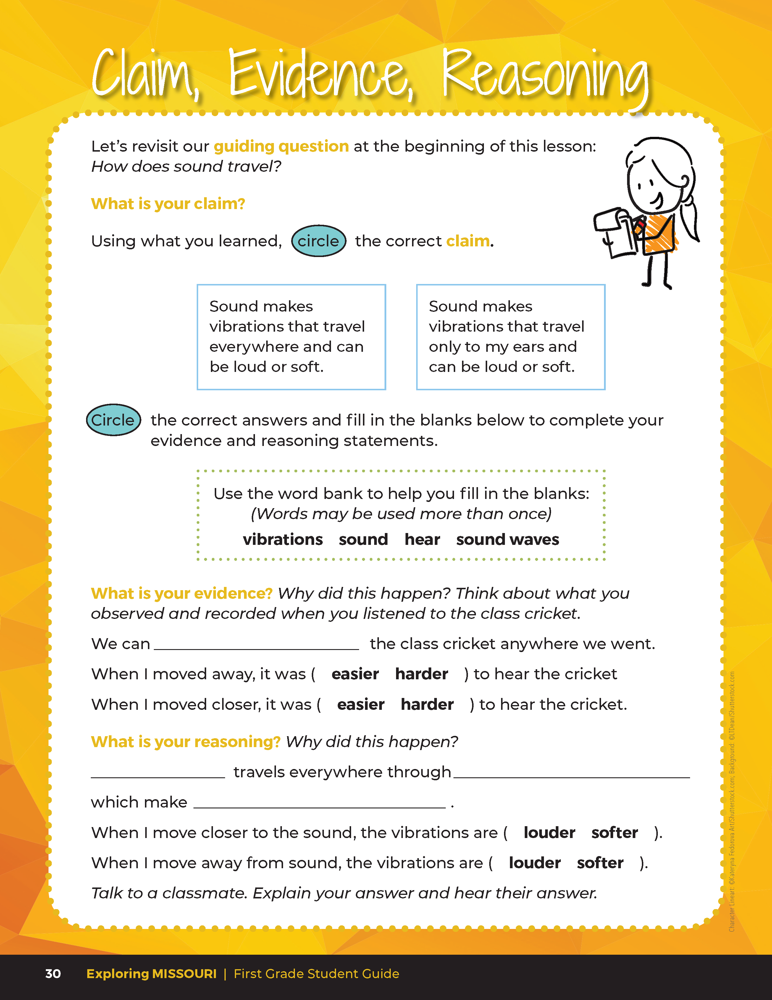 Claim, Evidence, Reasoning
Let's revisit our guiding question at the beginning of this lesson:
How does sound travel?
What is your claim?
Using what you learned, circle the correct claim.
Sound makes
vibrations that travel
everywhere and can
be loud or soft.
Sound makes
vibrations that travel
only to my ears and
can be loud or soft.
Circle the correct answers and fill in the blanks below to complete your
evidence and reasoning statements.
Use the word bank to help you fill in the blanks:
(Words may be used more than once)
vibrations sound hear sound waves
What is your evidence? Why did this happen? Think about what you
observed and recorded when you listened to the class cricket.
We can ______ the class cricket anywhere we went.
When I moved away, it was ( easier harder ) to hear the cricket
When I moved closer, it was ( easier harder ) to hear the cricket.
What is your reasoning? Why did this happen?
______ travels everywhere through ______
which make ______ .
When I move closer to the sound, the vibrations are ( louder softer ).
When I move away from sound, the vibrations are ( louder softer ).
Talk to a classmate. Explain your answer and hear their answer.
Character Lineart: ©Kateryna Fedorova Art/Shutterstock.com; Background: ©LTDean/Shutterstock.com
30 Exploring MISSOURI | First Grade Student Guide